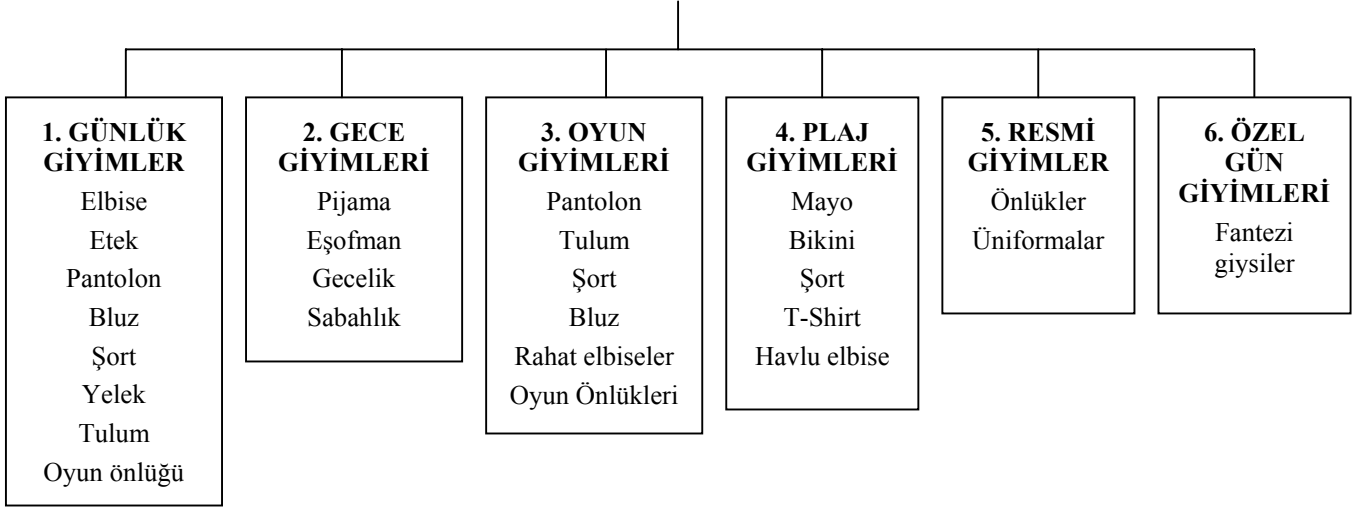 1. GÜNLÜK
GİYİMLER
Elbise
Etek
Pantolon
Bluz
Şort
Yelek
Tulum
Oyun önlüğü
2. GECE
GİYİMLERİ
Pijama
Eşofman
Gecelik
Sabahlık
3. OYUN
GİYİMLERİ
Pantolon
Tulum
Şort
Bluz
Rahat elbiseler
Oyun Önlükleri
4. PLAJ
GİYİMLERİ
Mayo
Bikini
Şort
T-Shirt
Havlu elbise
5. RESMİ
GİYİMLER
Önlükler
Üniformalar
6. ÖZEL
GÜN
GİYİMLERİ
Fantezi
giysiler